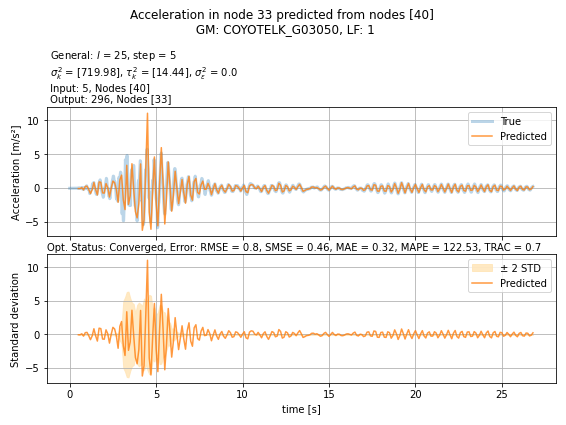 Acceleration in node 33 predicted from nodes [40]
GM: COYOTELK_G03050, LF: 1
General: l = 25, step = 5
σ²ₖ = [719.98], τ²ₖ = [14.44], σ²ε = 0.0
Input: 5, Nodes [40]
Output: 296, Nodes [33]
Acceleration [m/s²]
10
5
0
−5
True
Predicted
Opt. Status: Converged, Error: RMSE = 0.8, SMSE = 0.46, MAE = 0.32, MAPE = 122.53, TRAC = 0.7
Standard deviation
10
5
0
−5
± 2 STD
Predicted
0 5 10 15 20 25
time [s]